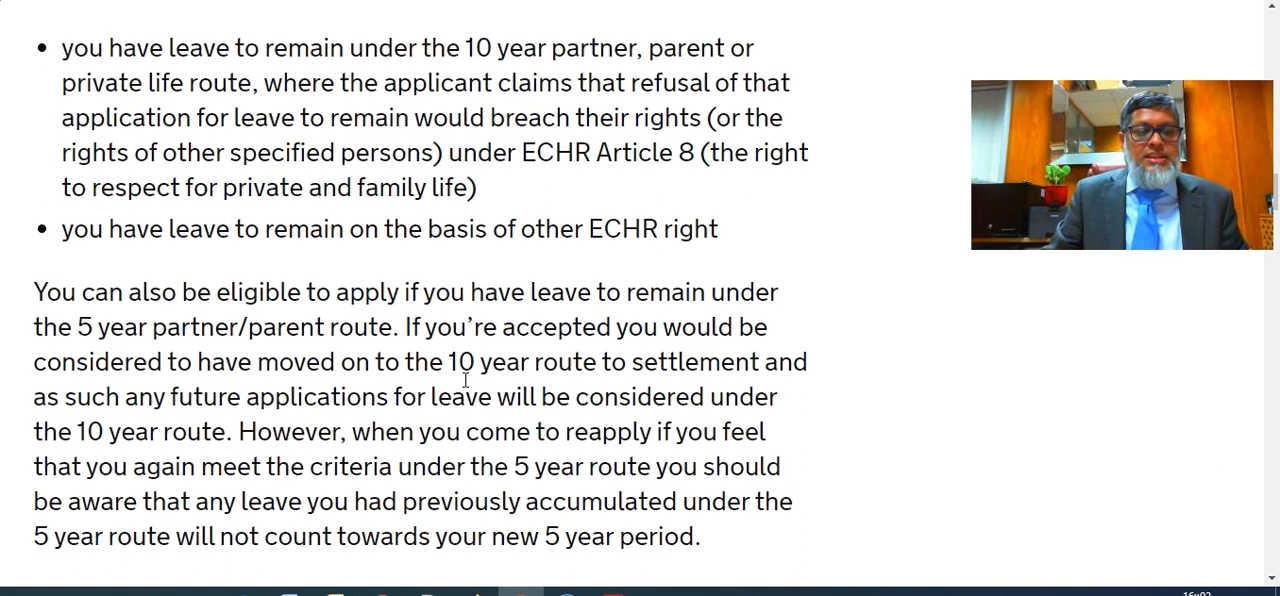 • you have leave to remain under the 10 year partner, parent or
private life route, where the applicant claims that refusal of that
application for leave to remain would breach their rights (or the
rights of other specified persons) under ECHR Article 8 (the right
to respect for private and family life)
• you have leave to remain on the basis of other ECHR right
You can also be eligible to apply if you have leave to remain under
the 5 year partner/parent route. If you’re accepted you would be
considered to have moved on to the 10 year route to settlement and
as such any future applications for leave will be considered under
the 10 year route. However, when you come to reapply if you feel
that you again meet the criteria under the 5 year route you should
be aware that any leave you had previously accumulated under the
5 year route will not count towards your new 5 year period.